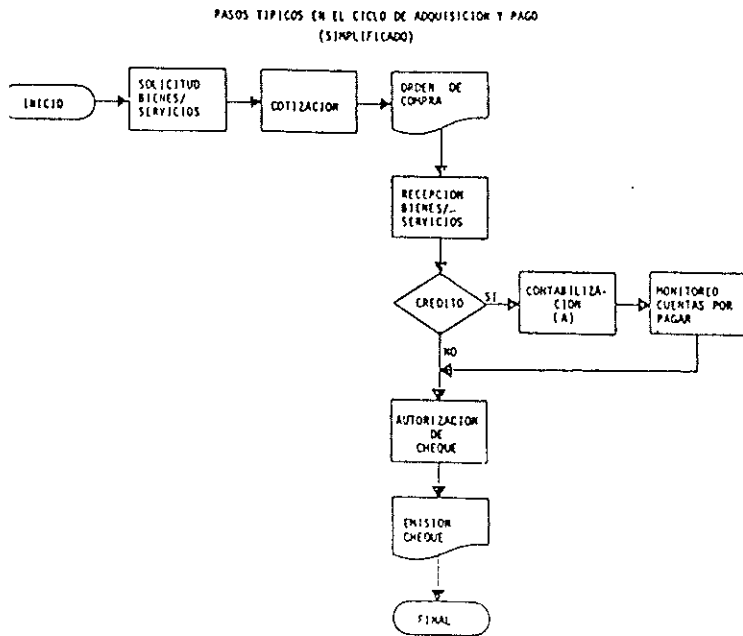 PASOS TIPICOS EN EL CICLO DE ADQUISICION Y PAGO
(SIMPLIFICADO)
INICIO
SOLICITUD
BIENES/
SERVICIOS
COTIZACION
ORDEN DE
COMPRA
RECEPCION
BIENES/
SERVICIOS
CREDITO
SI
CONTABILIZA-
CION
(A)
MONITOREO
CUENTAS POR
PAGAR
NO
AUTORIZACION
DE
CHEQUE
EMISION
CHEQUE
FINAL